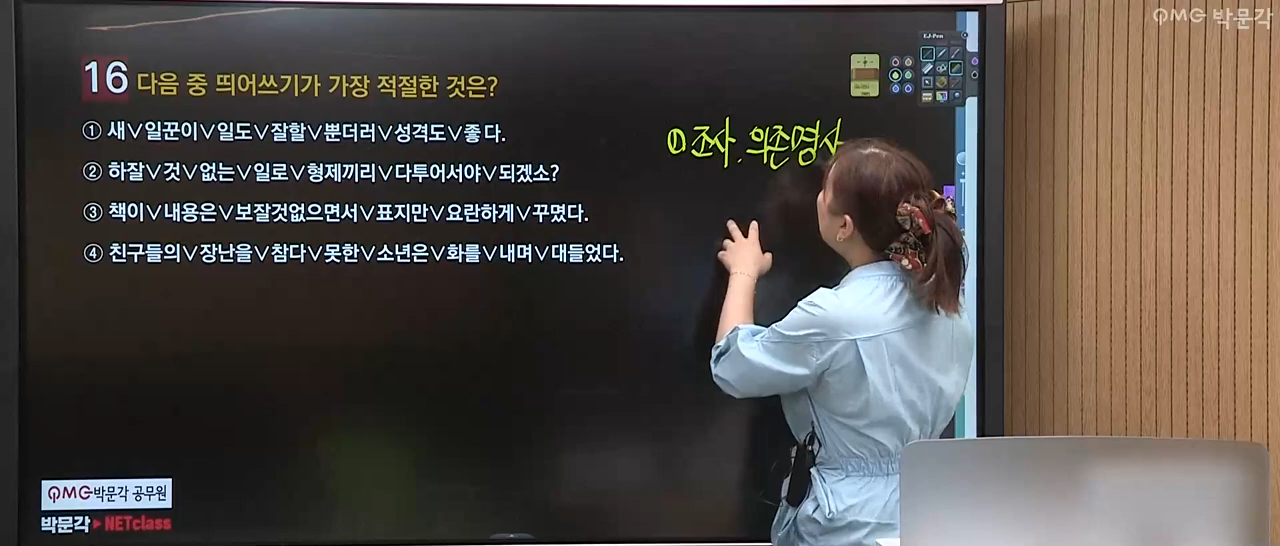 PMG 박문각
EJ-Pen
16 다음 중 띄어쓰기가 가장 적절한 것은?
① 새∨일꾼이∨일도∨잘할∨뿐더러∨성격도∨좋다.
② 하잘∨것∨없는∨일로∨형제끼리∨다투어서야∨되겠소?
③ 책이∨내용은∨보잘것없으면서∨표지만∨요란하게∨꾸몄다.
④ 친구들의∨장난을∨참다∨못한∨소년은∨화를∨내며∨대들었다.
① 조사. 의존명사
PMG 박문각 공무원
박문각 ▶ NETclass